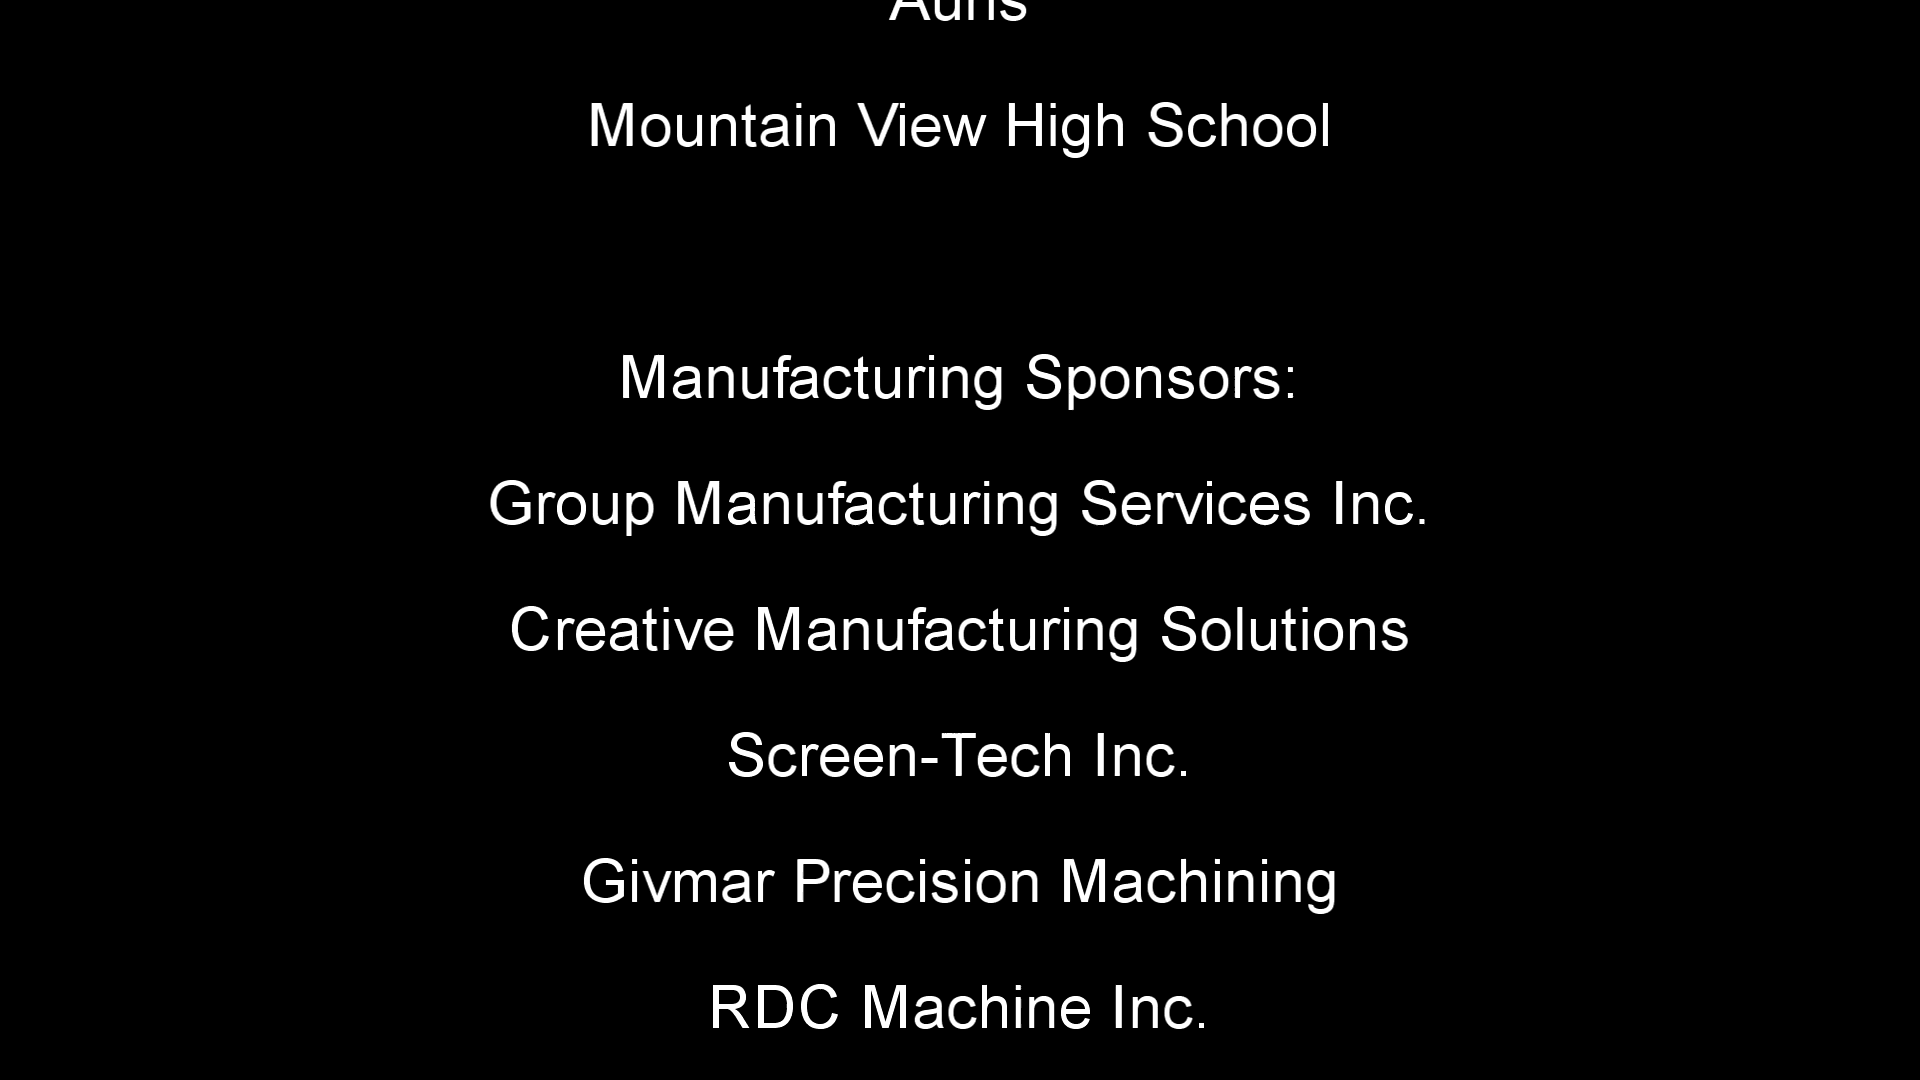 Auris
Mountain View High School
Manufacturing Sponsors:
Group Manufacturing Services Inc.
Creative Manufacturing Solutions
Screen-Tech Inc.
Givmar Precision Machining
RDC Machine Inc.